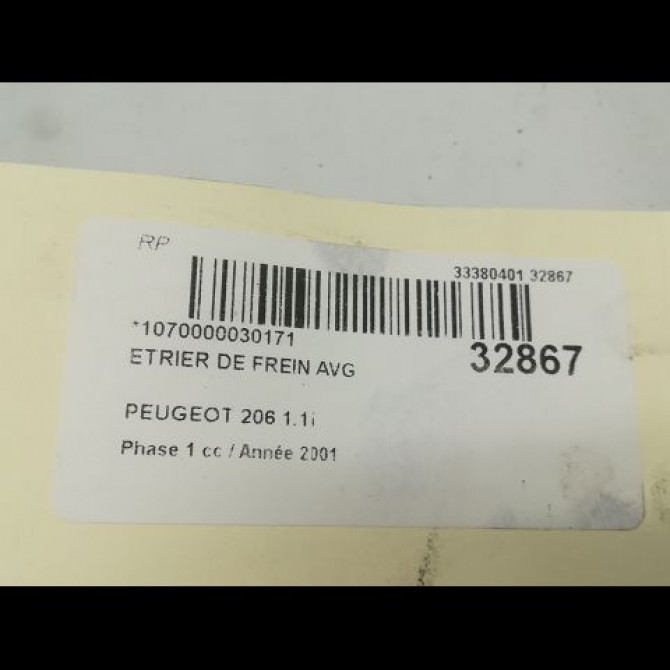 RP
33380401 32867
*1070000030171
32867
ETRIER DE FREIN AVG
PEUGEOT 206 1.1i
Phase 1 cc / Année 2001